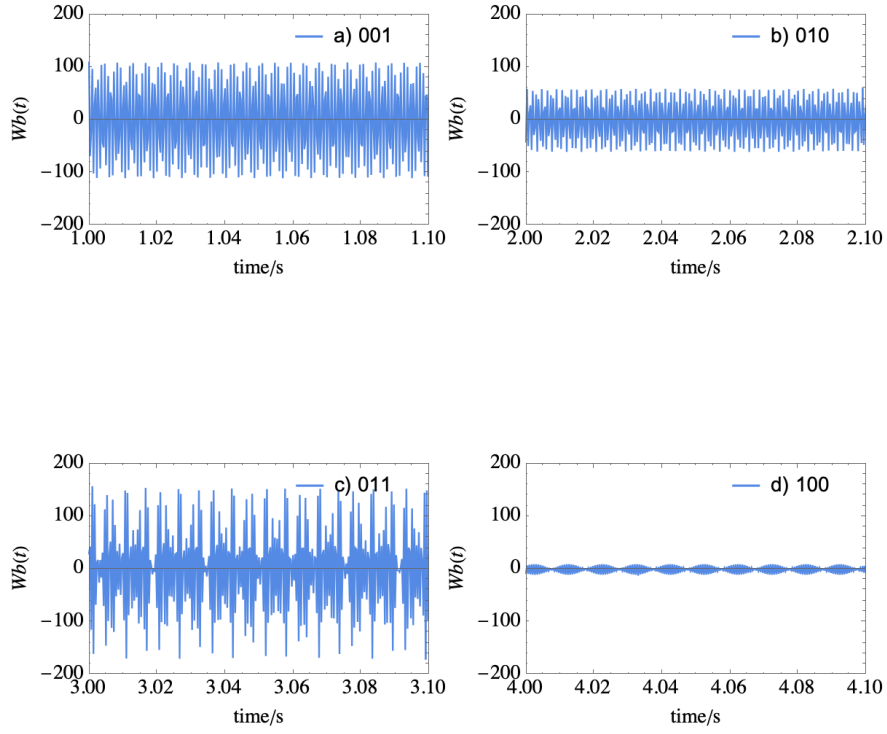 200
a) 001
100
Wb(t)
0
−100
−200
1.00 1.02 1.04 1.06 1.08 1.10
time/s
200
b) 010
100
Wb(t)
0
−100
−200
2.00 2.02 2.04 2.06 2.08 2.10
time/s
200
c) 011
100
Wb(t)
0
−100
−200
3.00 3.02 3.04 3.06 3.08 3.10
time/s
200
d) 100
100
Wb(t)
0
−100
−200
4.00 4.02 4.04 4.06 4.08 4.10
time/s